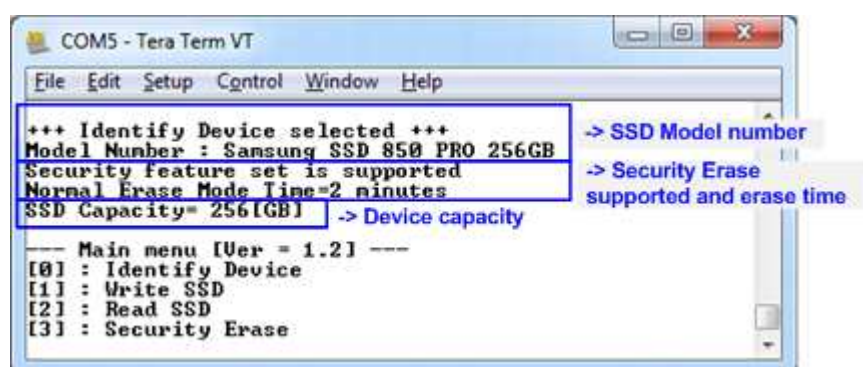 COM5 - Tera Term VT
File Edit Setup Control Window Help
+++ Identify Device selected +++
Model Number : Samsung SSD 850 PRO 256GB
-> SSD Model number
Security feature set is supported
Normal Erase Mode Time=2 minutes
-> Security Erase
supported and erase time
SSD Capacity= 256[GB]
-> Device capacity
--- Main menu [Ver = 1.2] ---
[0] : Identify Device
[1] : Write SSD
[2] : Read SSD
[3] : Security Erase